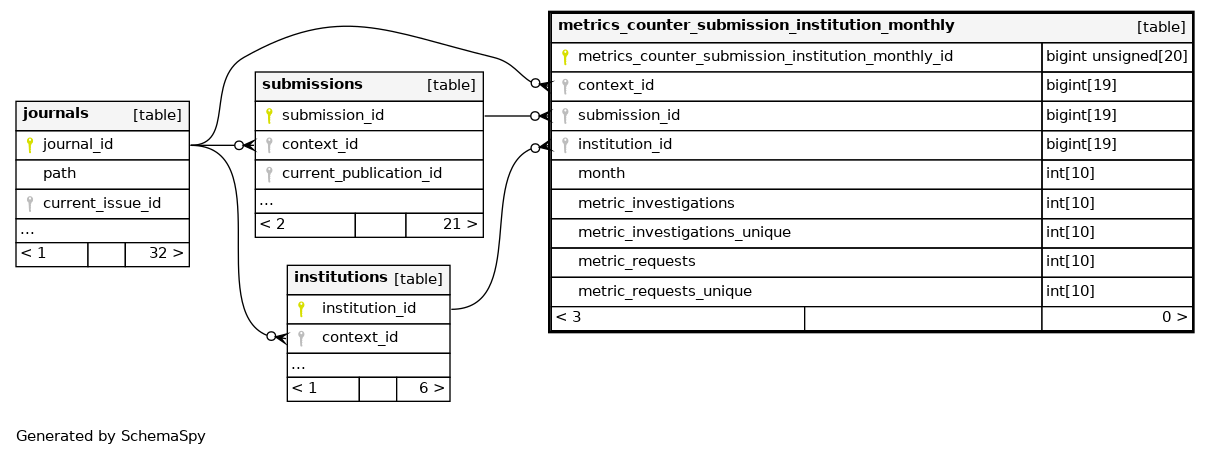 journals [table]
journal_id
path
current_issue_id
...
< 1 32 >
submissions [table]
submission_id
context_id
current_publication_id
...
< 2 21 >
institutions [table]
institution_id
context_id
...
< 1 6 >
metrics_counter_submission_institution_monthly [table]
metrics_counter_submission_institution_monthly_id bigint unsigned[20]
context_id bigint[19]
submission_id bigint[19]
institution_id bigint[19]
month int[10]
metric_investigations int[10]
metric_investigations_unique int[10]
metric_requests int[10]
metric_requests_unique int[10]
< 3 0 >
Generated by SchemaSpy